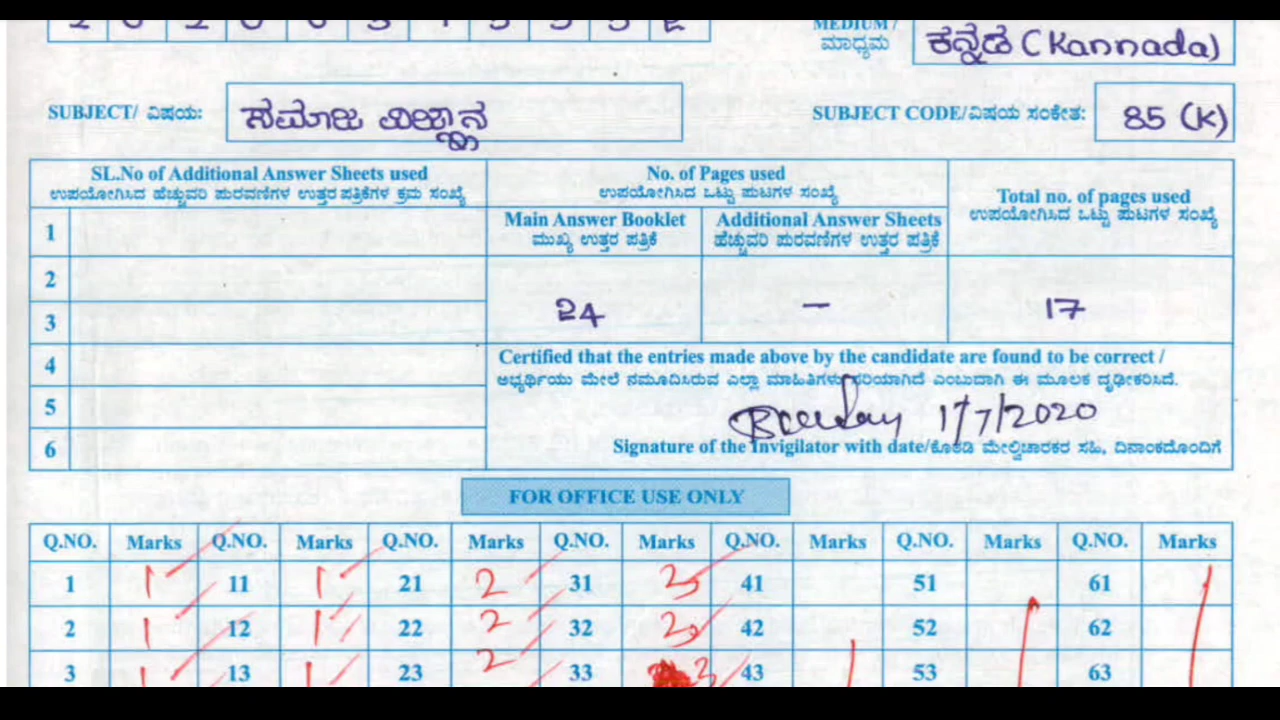 MEDIUM /
ಮಾಧ್ಯಮ
ಕನ್ನಡ (Kannada)
SUBJECT/ ವಿಷಯ:
ಸಮಾಜ ವಿಜ್ಞಾನ
SUBJECT CODE/ವಿಷಯ ಸಂಕೇತ:
85 (K)
SL.No of Additional Answer Sheets used
ಉಪಯೋಗಿಸಿದ ಹೆಚ್ಚುವರಿ ಪುರವಣಿಗಳ ಉತ್ತರ ಪತ್ರಿಕೆಗಳ ಕ್ರಮ ಸಂಖ್ಯೆ
No. of Pages used
ಉಪಯೋಗಿಸಿದ ಒಟ್ಟು ಪುಟಗಳ ಸಂಖ್ಯೆ
Total no. of pages used
ಉಪಯೋಗಿಸಿದ ಒಟ್ಟು ಪುಟಗಳ ಸಂಖ್ಯೆ
Main Answer Booklet
ಮುಖ್ಯ ಉತ್ತರ ಪತ್ರಿಕೆ
Additional Answer Sheets
ಹೆಚ್ಚುವರಿ ಪುರವಣಿಗಳ ಉತ್ತರ ಪತ್ರಿಕೆ
1
2
3
24 – 17
4
5
6
Certified that the entries made above by the candidate are found to be correct /
ಅಭ್ಯರ್ಥಿಯು ಮೇಲೆ ನಮೂದಿಸಿರುವ ಎಲ್ಲಾ ಮಾಹಿತಿಗಳು ಸರಿಯಾಗಿದೆ ಎಂಬುದಾಗಿ ಈ ಮೂಲಕ ದೃಢೀಕರಿಸಿದೆ.
1/7/2020
Signature of the Invigilator with date/ಕೊಠಡಿ ಮೇಲ್ವಿಚಾರಕರ ಸಹಿ, ದಿನಾಂಕದೊಂದಿಗೆ
FOR OFFICE USE ONLY
Q.NO. Marks Q.NO. Marks Q.NO. Marks Q.NO. Marks Q.NO. Marks Q.NO. Marks Q.NO. Marks
1 1 11 1 21 2 31 3 41 51 61
2 1 12 1 22 2 32 3 42 52 62
3 1 13 1 23 2 33 3 43 53 63